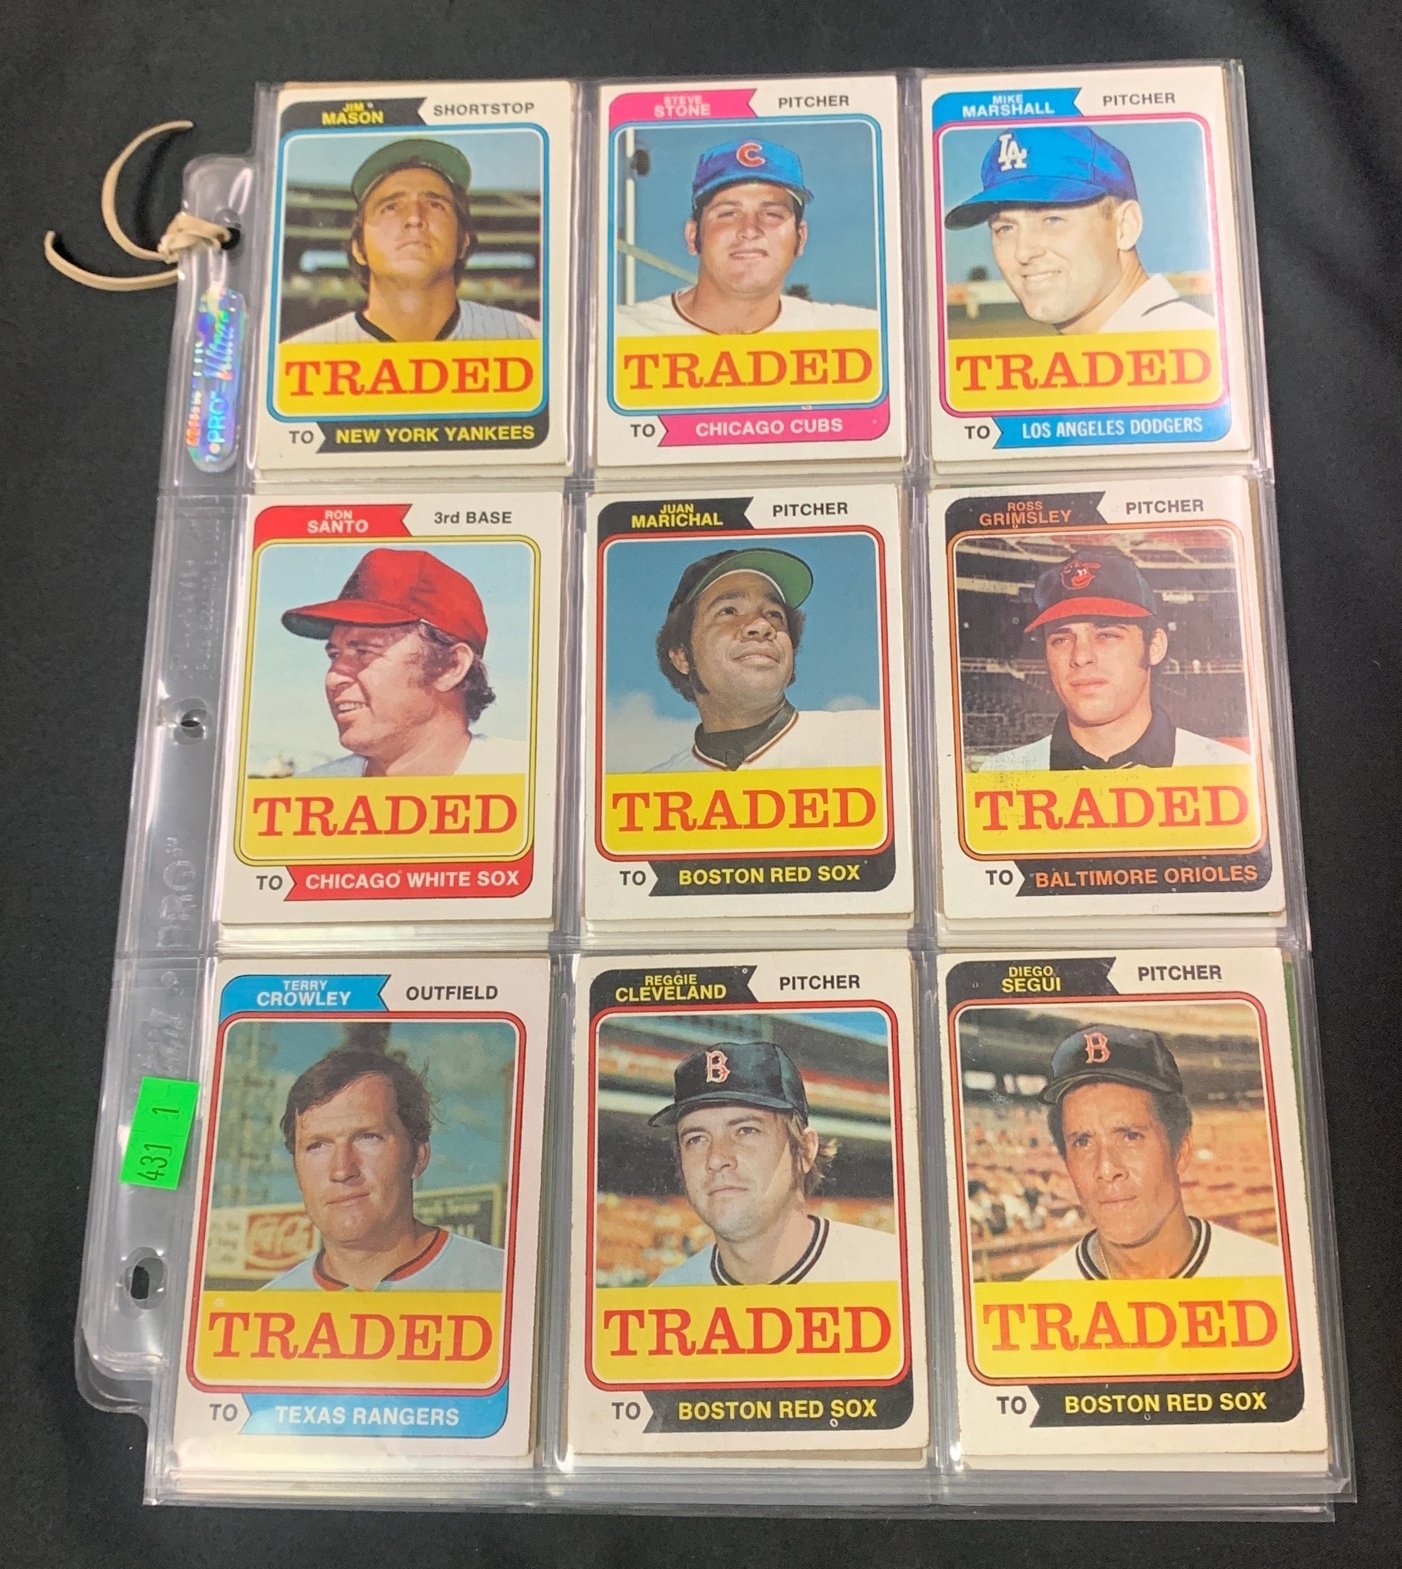 JIM
MASON
SHORTSTOP
TRADED
TO NEW YORK YANKEES
STEVE
STONE
PITCHER
C
TRADED
TO CHICAGO CUBS
MIKE
MARSHALL
PITCHER
LA
TRADED
TO LOS ANGELES DODGERS
RON
SANTO
3rd BASE
TRADED
TO CHICAGO WHITE SOX
JUAN
MARICHAL
PITCHER
TRADED
TO BOSTON RED SOX
ROSS
GRIMSLEY
PITCHER
TRADED
TO BALTIMORE ORIOLES
TERRY
CROWLEY
OUTFIELD
TRADED
TO TEXAS RANGERS
REGGIE
CLEVELAND
PITCHER
B
TRADED
TO BOSTON RED SOX
DIEGO
SEGUI
PITCHER
B
TRADED
TO BOSTON RED SOX
431 1
PRO